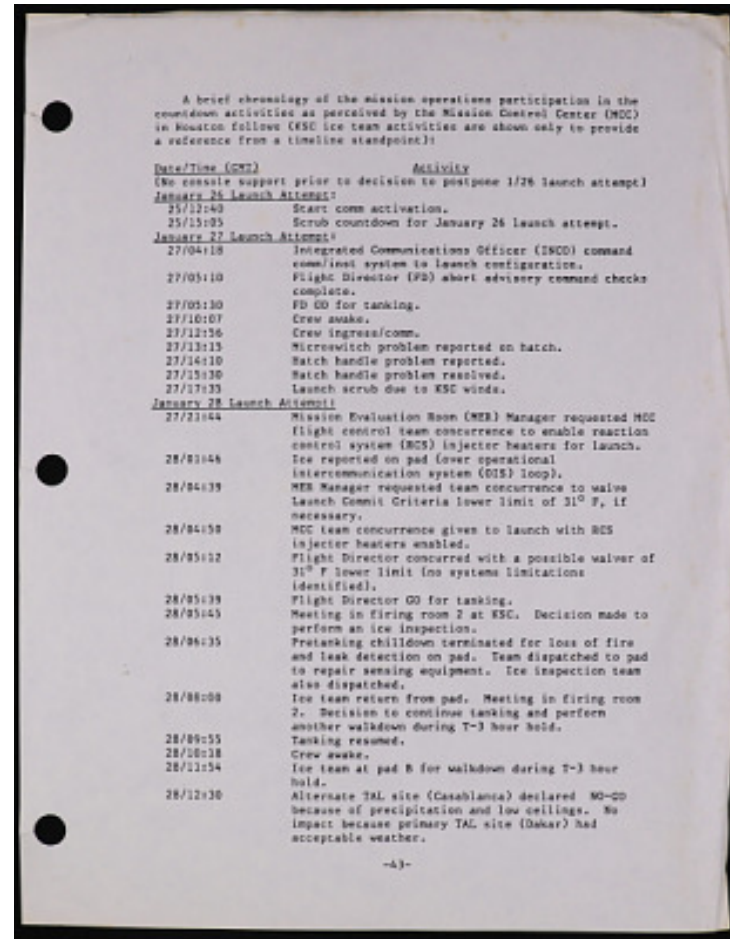 A brief chronology of the mission operations participation in the
countdown activities as perceived by the Mission Control Center (MCC)
in Houston follows (KSC ice team activities are shown only to provide
a reference from a timeline standpoint):
Date/Time (GMT) Activity
(No console support prior to decision to postpone 1/26 launch attempt)
January 26 Launch Attempt:
25/12:40 Start comm activation.
25/15:05 Scrub countdown for January 26 launch attempt.
January 27 Launch Attempt:
27/04:18 Integrated Communications Officer (INCO) command
comm/inst system to launch configuration.
27/05:10 Flight Director (FD) abort advisory command checks
complete.
27/05:30 FD GO for tanking.
27/10:07 Crew awake.
27/12:56 Crew ingress/comm.
27/13:15 Microswitch problem reported on hatch.
27/14:10 Hatch handle problem reported.
27/15:30 Hatch handle problem resolved.
27/17:35 Launch scrub due to KSC winds.
January 28 Launch Attempt:
27/21:44 Mission Evaluation Room (MER) Manager requested MCC
flight control team concurrence to enable reaction
control system (RCS) injector heaters for launch.
28/01:46 Ice reported on pad (over operational
intercommunication system (OIS) loop).
28/04:39 MER Manager requested team concurrence to waive
Launch Commit Criteria lower limit of 31° F, if
necessary.
28/04:50 MCC team concurrence given to launch with RCS
injector heaters enabled.
28/05:12 Flight Director concurred with a possible waiver of
31° F lower limit (no systems limitations
identified).
28/05:39 Flight Director GO for tanking.
28/05:45 Meeting in firing room 2 at KSC. Decision made to
perform an ice inspection.
28/06:35 Pretanking chilldown terminated for loss of fire
and leak detection on pad. Team dispatched to pad
to repair sensing equipment. Ice inspection team
also dispatched.
28/08:00 Ice team return from pad. Meeting in firing room
2. Decision to continue tanking and perform
another walkdown during T-3 hour hold.
28/09:55 Tanking resumed.
28/10:18 Crew awake.
28/11:54 Ice team at pad B for walkdown during T-3 hour
hold.
28/12:30 Alternate TAL site (Casablanca) declared NO-GO
because of precipitation and low ceilings. No
impact because primary TAL site (Dakar) had
acceptable weather.
-43-